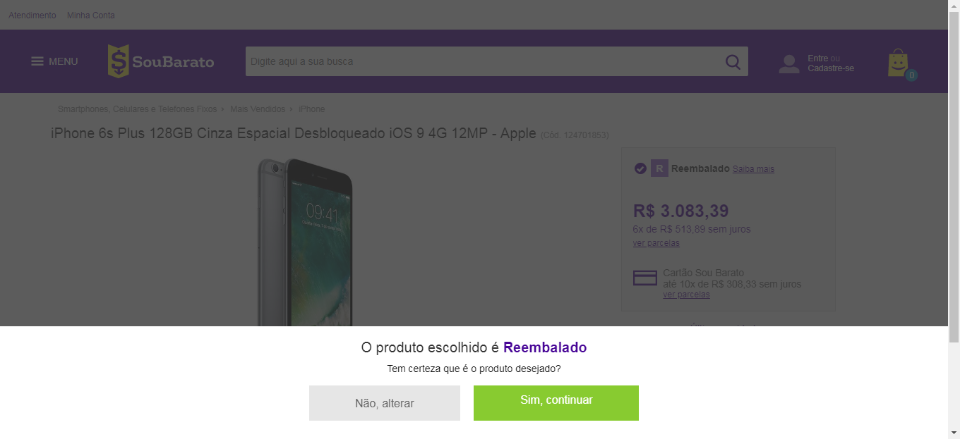 Atendimento Minha Conta
MENU
SouBarato
Digite aqui a sua busca
Entre ou
Cadastre-se
0
Smartphones, Celulares e Telefones Fixos > Mais Vendidos > iPhone
iPhone 6s Plus 128GB Cinza Espacial Desbloqueado iOS 9 4G 12MP - Apple
R Reembalado Saiba mais
09:41
R$ 3.083,39
6x de R$ 513,89 sem juros
ver parcelas
Cartão Sou Barato
até 10x de R$ 308,33 sem juros
ver parcelas
O produto escolhido é Reembalado
Tem certeza que é o produto desejado?
Não, alterar
Sim, continuar